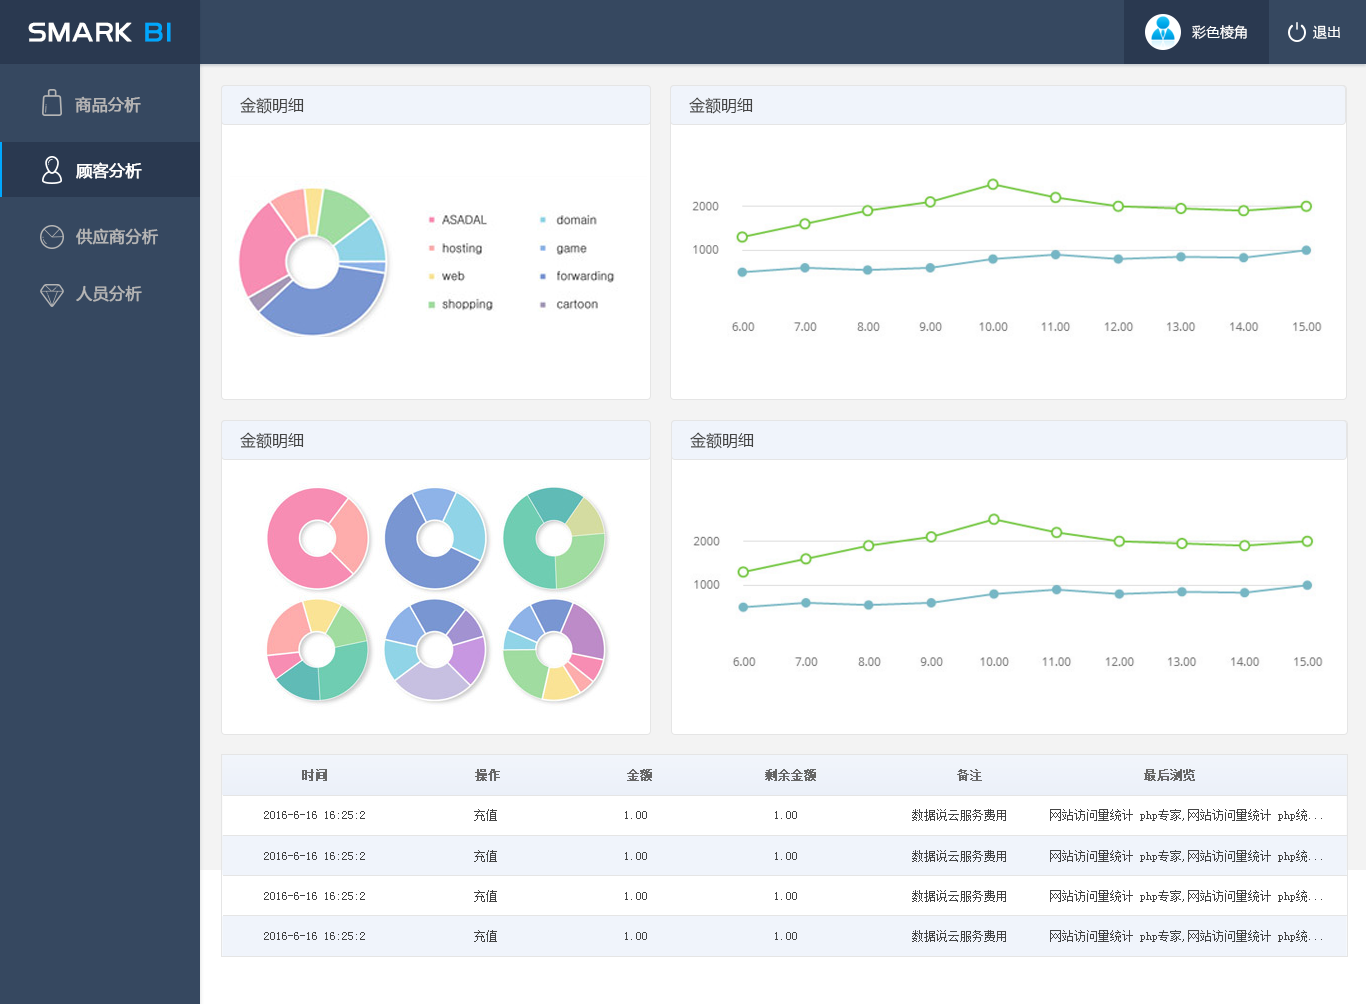 SMARK BI
彩色棱角
退出
商品分析
顾客分析
供应商分析
人员分析
金额明细
ASADAL
domain
hosting
game
web
forwarding
shopping
cartoon
金额明细
2000
1000
6.00 7.00 8.00 9.00 10.00 11.00 12.00 13.00 14.00 15.00
金额明细
金额明细
2000
1000
6.00 7.00 8.00 9.00 10.00 11.00 12.00 13.00 14.00 15.00
时间 操作 金额 剩余金额 备注 最后浏览
2016-6-16 16:25:2 充值 1.00 1.00 数据说云服务费用 网站访问量统计 php专家,网站访问量统计 php统...
2016-6-16 16:25:2 充值 1.00 1.00 数据说云服务费用 网站访问量统计 php专家,网站访问量统计 php统...
2016-6-16 16:25:2 充值 1.00 1.00 数据说云服务费用 网站访问量统计 php专家,网站访问量统计 php统...
2016-6-16 16:25:2 充值 1.00 1.00 数据说云服务费用 网站访问量统计 php专家,网站访问量统计 php统...